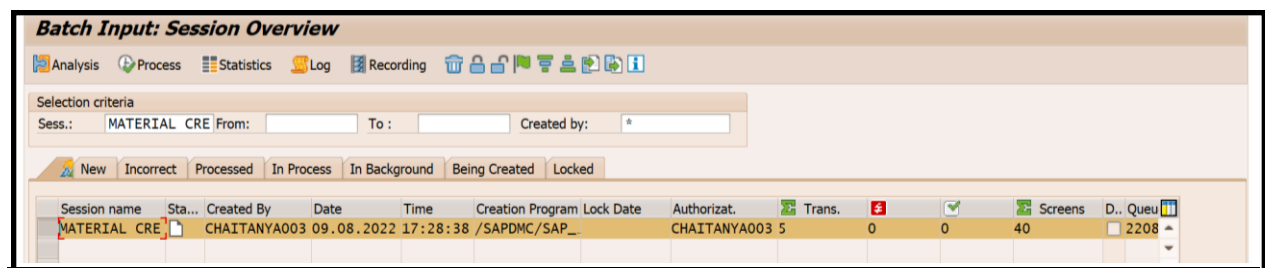 Batch Input: Session Overview
Analysis Process Statistics Log Recording
Selection criteria
Sess.: MATERIAL CRE From: To : Created by: *
New Incorrect Processed In Process In Background Being Created Locked
Session name Sta... Created By Date Time Creation Program Lock Date Authorizat. Trans. Screens D.. Queu
MATERIAL CRE CHAITANYA003 09.08.2022 17:28:38 /SAPDMC/SAP_. CHAITANYA003 5 0 0 40 2208